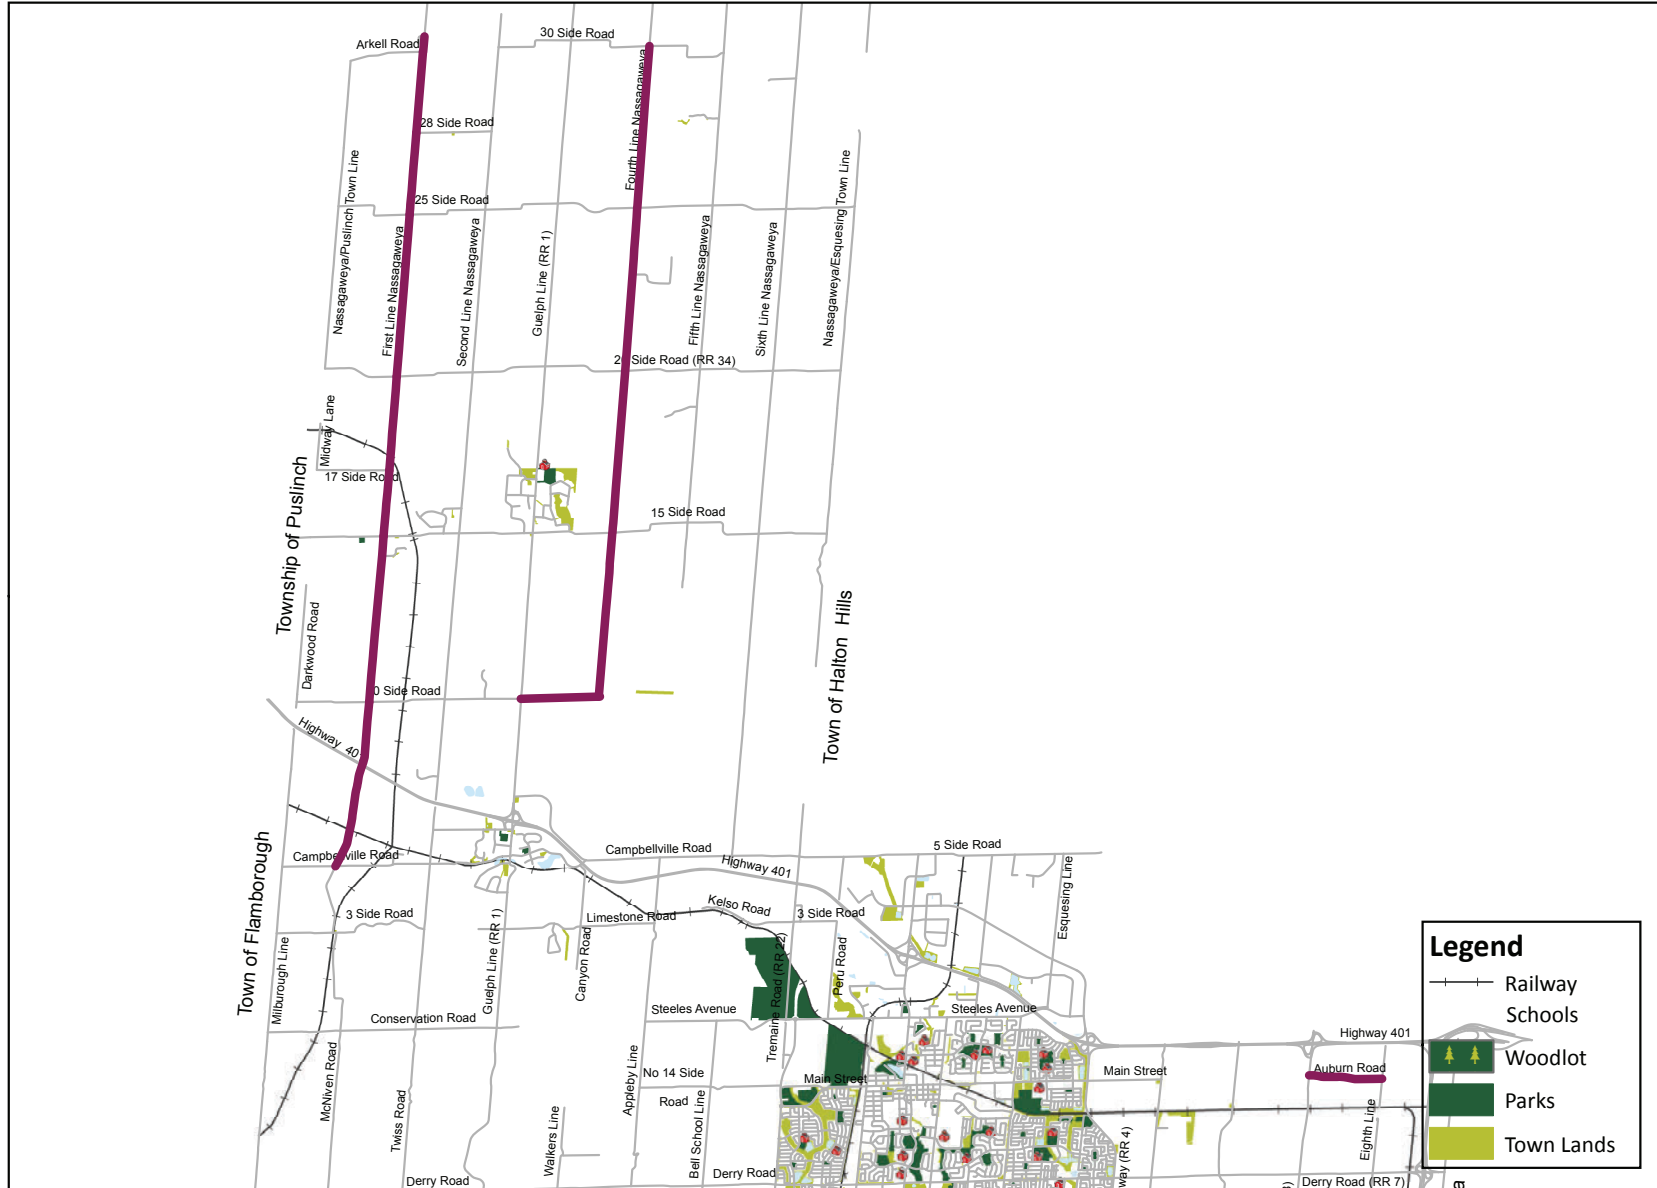 30 Side Road
Arkell Road
28 Side Road
25 Side Road
Nassagaweya/Puslinch Town Line
First Line Nassagaweya
Second Line Nassagaweya
Guelph Line (RR 1)
Fourth Line Nassagaweya
Fifth Line Nassagaweya
Sixth Line Nassagaweya
Nassagaweya/Esquesing Town Line
Side Road (RR 34)
Midway Lane
17 Side Road
15 Side Road
Township of Puslinch
Darkwood Road
0 Side Road
Town of Halton Hills
Highway 40
Campbellville Road
Campbellville Road
Highway 401
5 Side Road
Esquesing Line
Town of Flamborough
3 Side Road
Limestone Road
Kelso Road
3 Side Road
Milburough Line
Guelph Line (RR 1)
Canyon Road
Tremaine Road (RR 22)
Peru Road
Conservation Road
Steeles Avenue
Steeles Avenue
McNiven Road
Twiss Road
Walkers Line
Appleby Line
No 14 Side
Road
Bell School Line
Main Street
Main Street
Derry Road
Derry Road
way (RR 4)
Highway 401
Auburn Road
Eighth Line
Derry Road (RR 7)
Legend
Railway
Schools
Woodlot
Parks
Town Lands